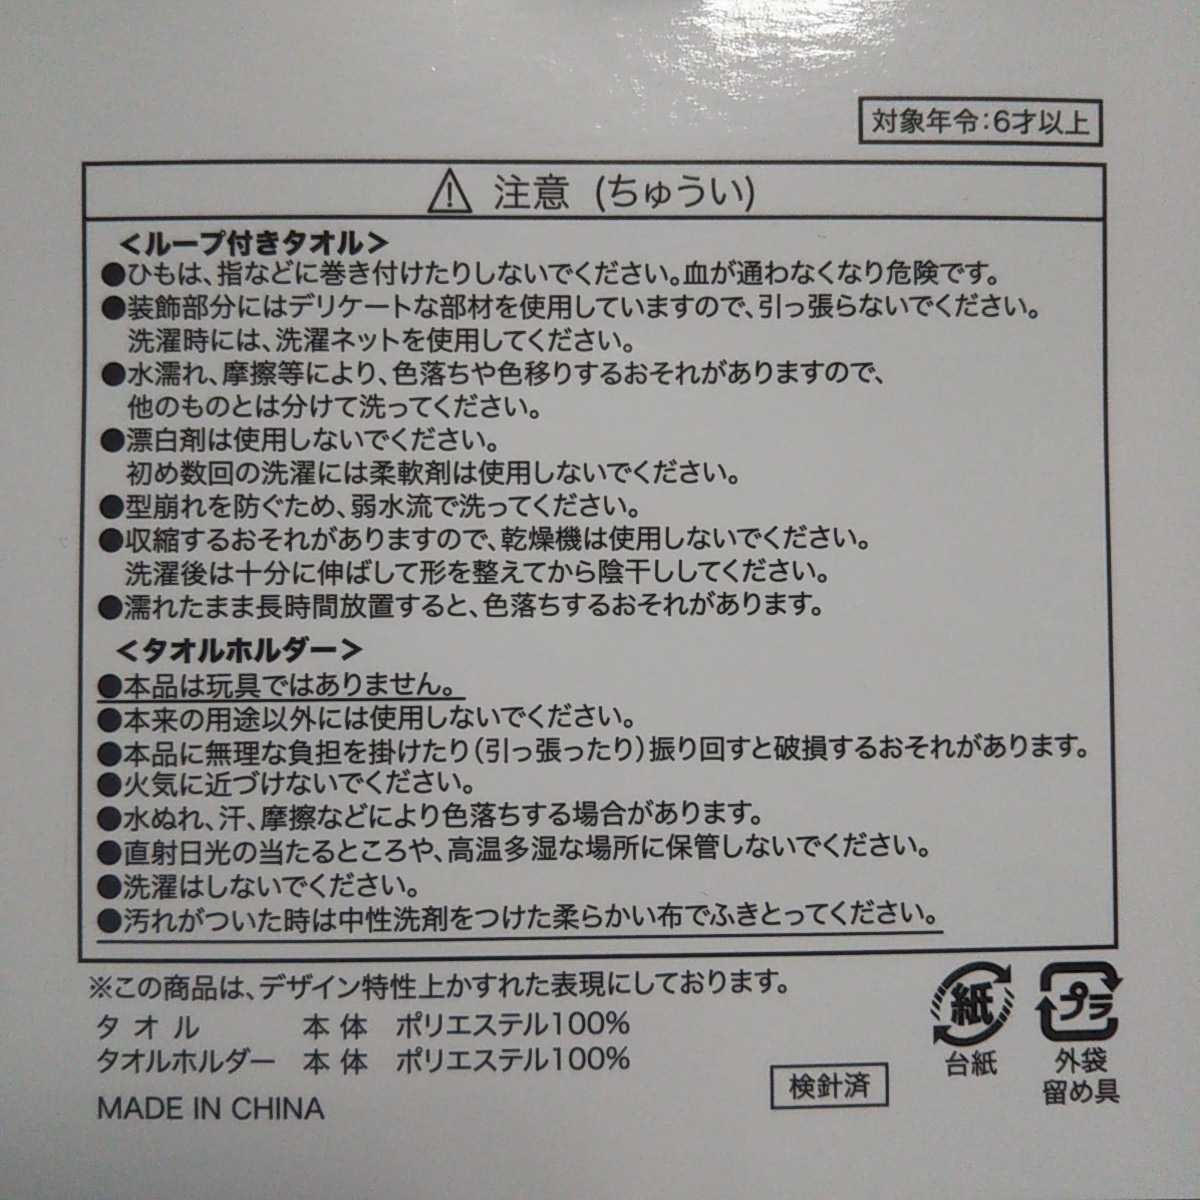 対象年令:6才以上
⚠ 注意 (ちゅうい)
<ループ付きタオル>
●ひもは、指などに巻き付けたりしないでください。血が通わなくなり危険です。
●装飾部分にはデリケートな部材を使用していますので、引っ張らないでください。
洗濯時には、洗濯ネットを使用してください。
●水濡れ、摩擦等により、色落ちや色移りするおそれがありますので、
他のものとは分けて洗ってください。
●漂白剤は使用しないでください。
初め数回の洗濯には柔軟剤は使用しないでください。
●型崩れを防ぐため、弱水流で洗ってください。
●収縮するおそれがありますので、乾燥機は使用しないでください。
洗濯後は十分に伸ばして形を整えてから陰干ししてください。
●濡れたまま長時間放置すると、色落ちするおそれがあります。
<タオルホルダー>
●本品は玩具ではありません。
●本来の用途以外には使用しないでください。
●本品に無理な負担を掛けたり(引っ張ったり)振り回すと破損するおそれがあります。
●火気に近づけないでください。
●水ぬれ、汗、摩擦などにより色落ちする場合があります。
●直射日光の当たるところや、高温多湿な場所に保管しないでください。
●洗濯はしないでください。
●汚れがついた時は中性洗剤をつけた柔らかい布でふきとってください。
※この商品は、デザイン特性上かすれた表現にしております。
タオル 本体 ポリエステル100%
タオルホルダー 本体 ポリエステル100%
MADE IN CHINA
検針済
紙
台紙
プラ
外袋
留め具